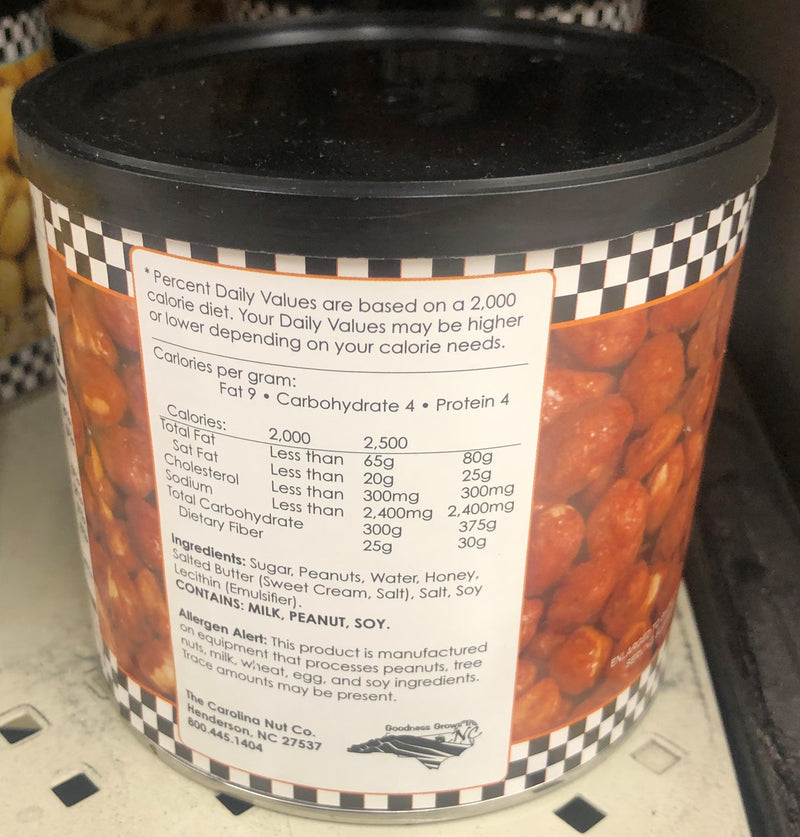 * Percent Daily Values are based on a 2,000
calorie diet. Your Daily Values may be higher
or lower depending on your calorie needs.
Carlories per gram:
Fat 9 • Carbohydrate 4 • Protein 4
Calories: 2,000 2,500
Total Fat Less than 65g 80g
Sat Fat Less than 20g 25g
Cholesterol Less than 300mg 300mg
Sodium Less than 2,400mg 2,400mg
Total Carbohydrate 300g 375g
Dietary Fiber 25g 30g
Ingredients: Sugar, Peanuts, Water, Honey,
Salted Butter (Sweet Cream, Salt), Salt, Soy
Lecithin (Emulsifier).
CONTAINS: MILK, PEANUT, SOY.
Allergen Alert: This product is manufactured
on equipment that processes peanuts, tree
nuts, milk, wheat, egg, and soy ingredients.
Trace amounts may be present.
The Carolina Nut Co.
Henderson, NC 27537
800.445.1404
Goodness Grows in
NC
ENLARGED TO